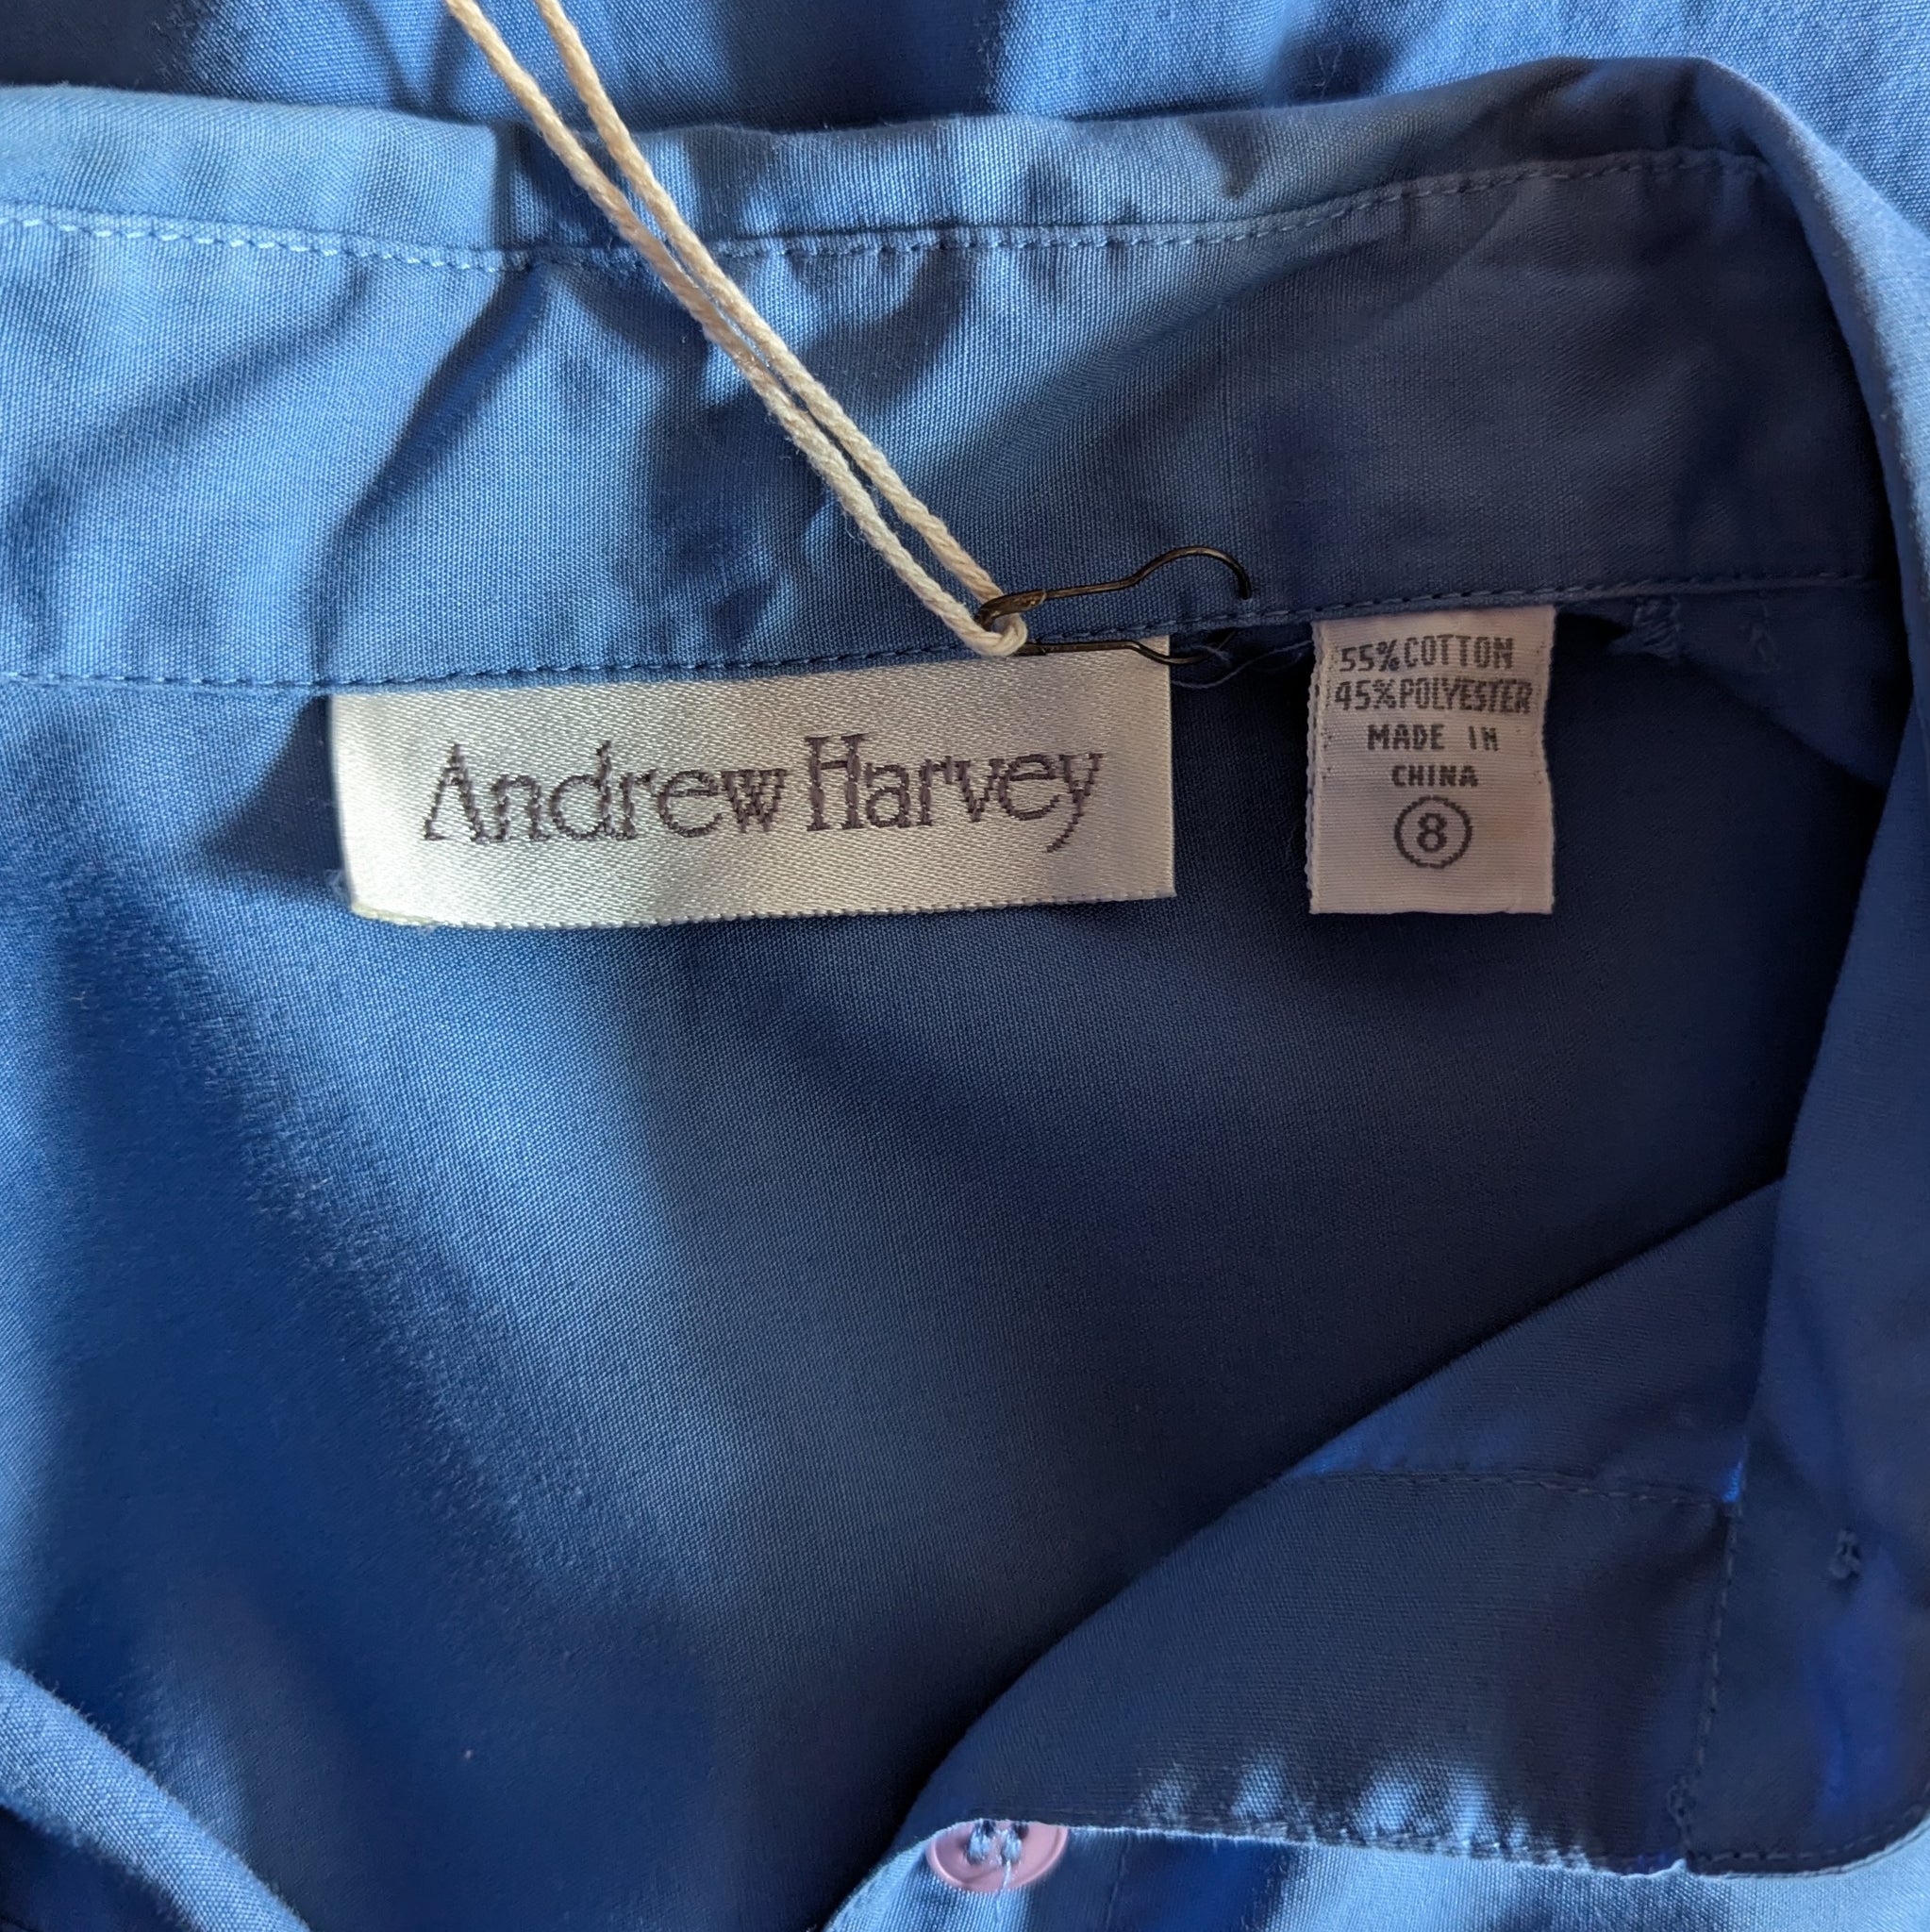 Andrew Harvey
55% COTTON
45% POLYESTER
MADE IN
CHINA
8